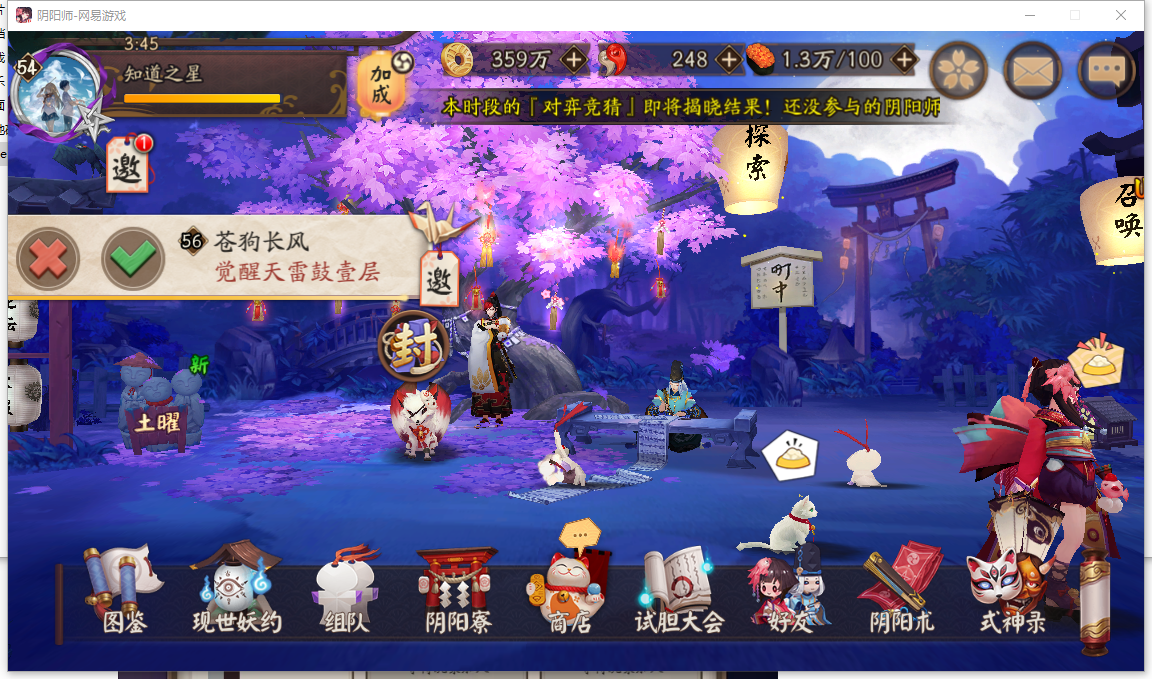 阴阳师-网易游戏
3:45
54
知道之星
加成
359万
248
1.3万/100
本时段的『对弈竞猜』即将揭晓结果！还没参与的阴阳师
邀
探索
召唤
56 苍狗长风
觉醒天雷鼓壹层
邀
町中
封
新
土曜
图鉴
现世妖约
组队
阴阳寮
商店
试胆大会
好友
阴阳术
式神录